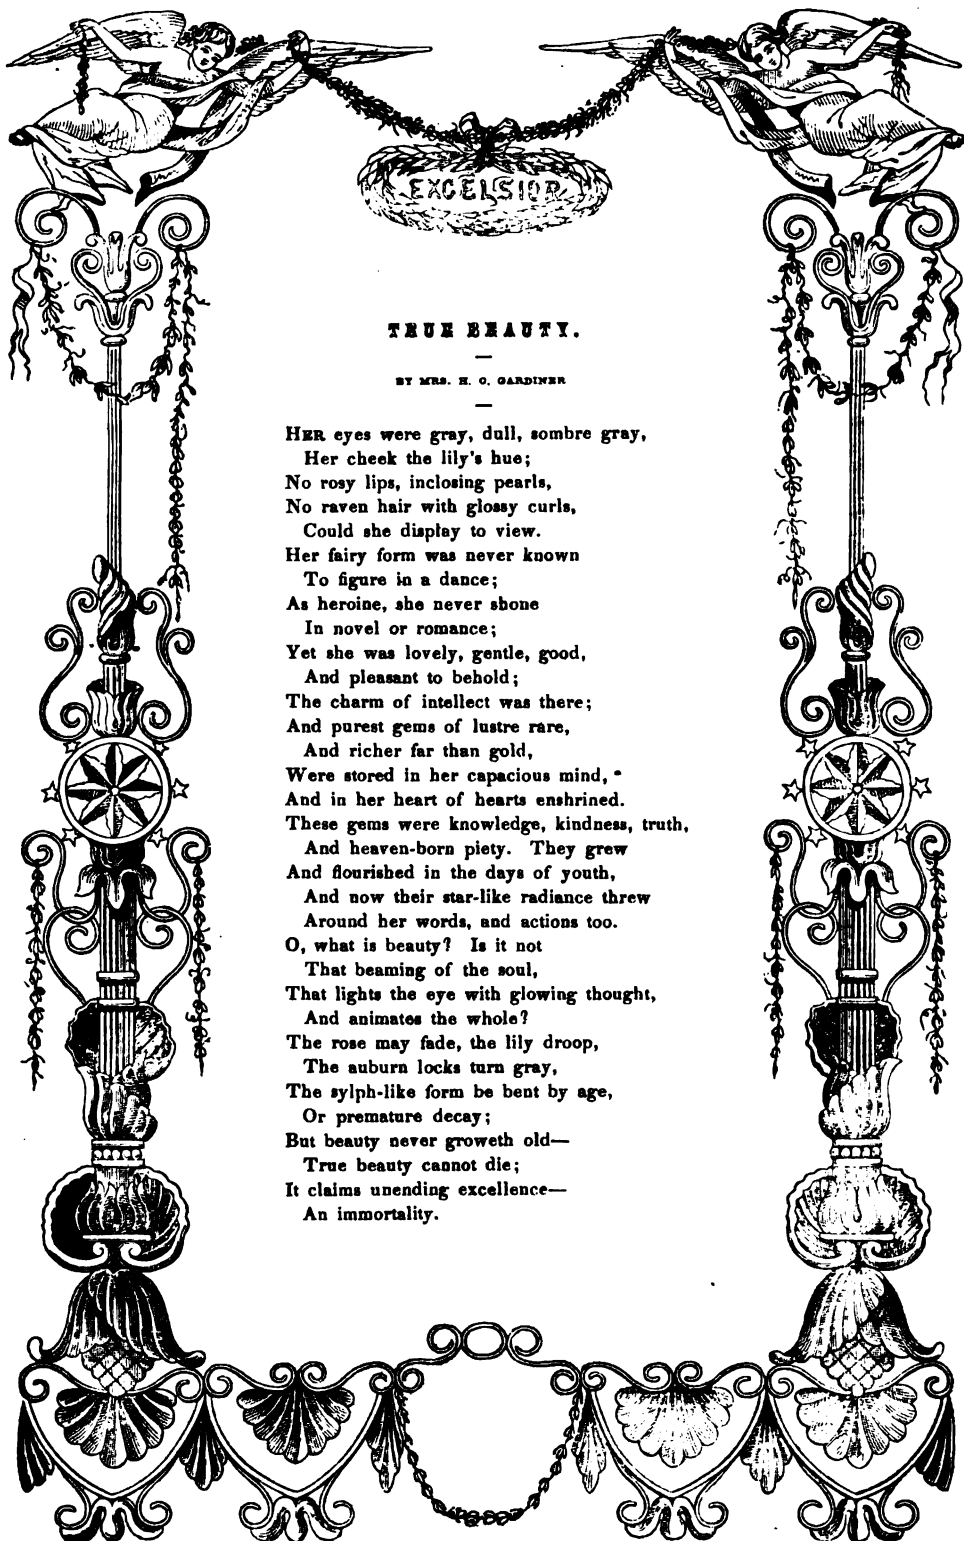 EXCELSIOR
TRUE BEAUTY.
BY MRS. H. C. GARDINER
HER eyes were gray, dull, sombre gray,
Her cheek the lily's hue;
No rosy lips, inclosing pearls,
No raven hair with glossy curls,
Could she display to view.
Her fairy form was never known
To figure in a dance;
As heroine, she never shone
In novel or romance;
Yet she was lovely, gentle, good,
And pleasant to behold;
The charm of intellect was there;
And purest gems of lustre rare,
And richer far than gold,
Were stored in her capacious mind,
And in her heart of hearts enshrined.
These gems were knowledge, kindness, truth,
And heaven-born piety. They grew
And flourished in the days of youth,
And now their star-like radiance threw
Around her words, and actions too.
O, what is beauty? Is it not
That beaming of the soul,
That lights the eye with glowing thought,
And animates the whole?
The rose may fade, the lily droop,
The auburn locks turn gray,
The sylph-like form be bent by age,
Or premature decay;
But beauty never groweth old—
True beauty cannot die;
It claims unending excellence—
An immortality.